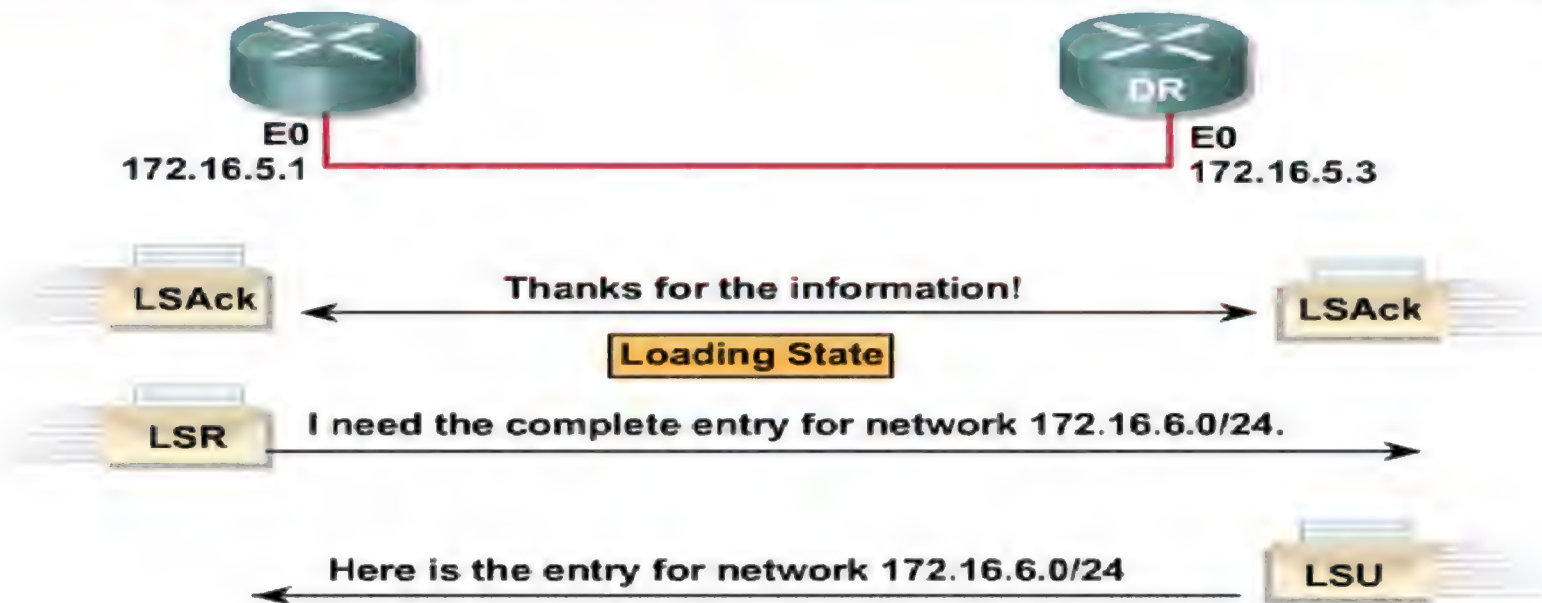 DR
E0
172.16.5.1
E0
172.16.5.3
LSAck
Thanks for the information!
LSAck
Loading State
LSR
I need the complete entry for network 172.16.6.0/24.
Here is the entry for network 172.16.6.0/24
LSU